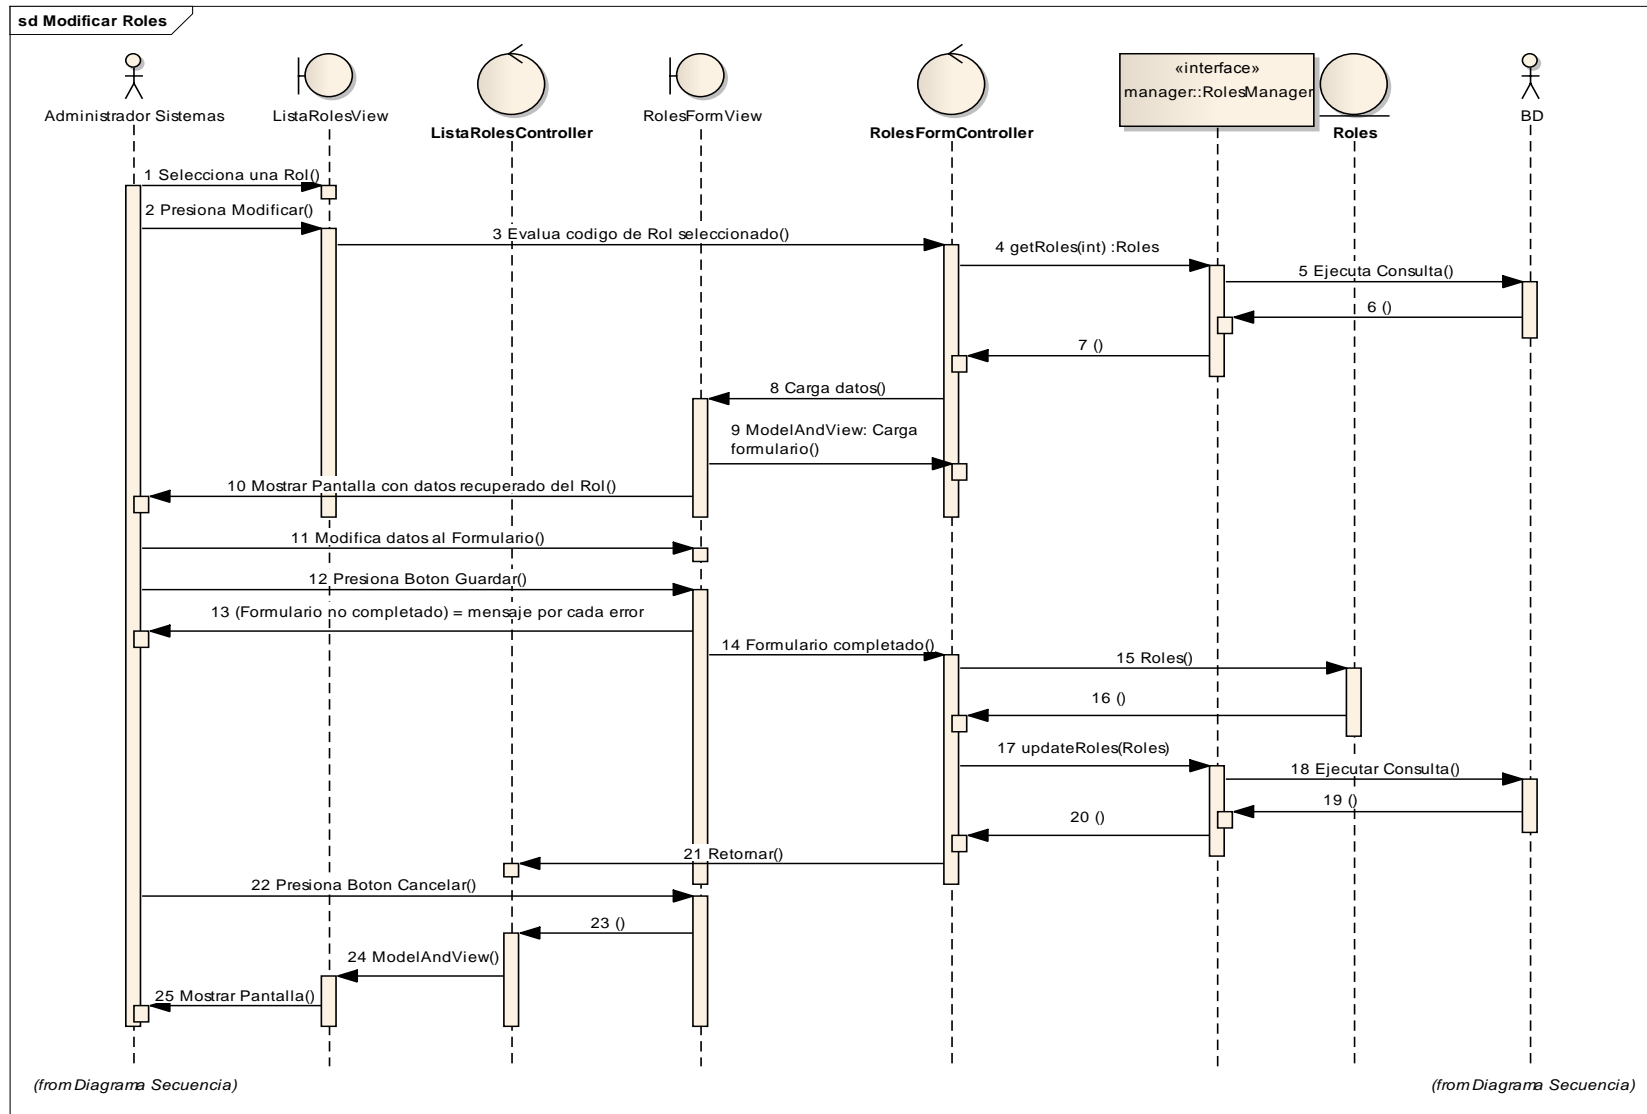 sd Modificar Roles
«interface»
manager::RolesManager
Administrador Sistemas
ListaRolesView
ListaRolesController
RolesFormView
RolesFormController
Roles
BD
1 Selecciona una Rol()
2 Presiona Modificar()
3 Evalua codigo de Rol seleccionado()
4 getRoles(int) :Roles
5 Ejecuta Consulta()
6 ()
7 ()
8 Carga datos()
9 ModelAndView: Carga
formulario()
10 Mostrar Pantalla con datos recuperado del Rol()
11 Modifica datos al Formulario()
12 Presiona Boton Guardar()
13 (Formulario no completado) = mensaje por cada error
14 Formulario completado()
15 Roles()
16 ()
17 updateRoles(Roles)
18 Ejecutar Consulta()
19 ()
20 ()
21 Retornar()
22 Presiona Boton Cancelar()
23 ()
24 ModelAndView()
25 Mostrar Pantalla()
(from Diagrama Secuencia)
(from Diagrama Secuencia)